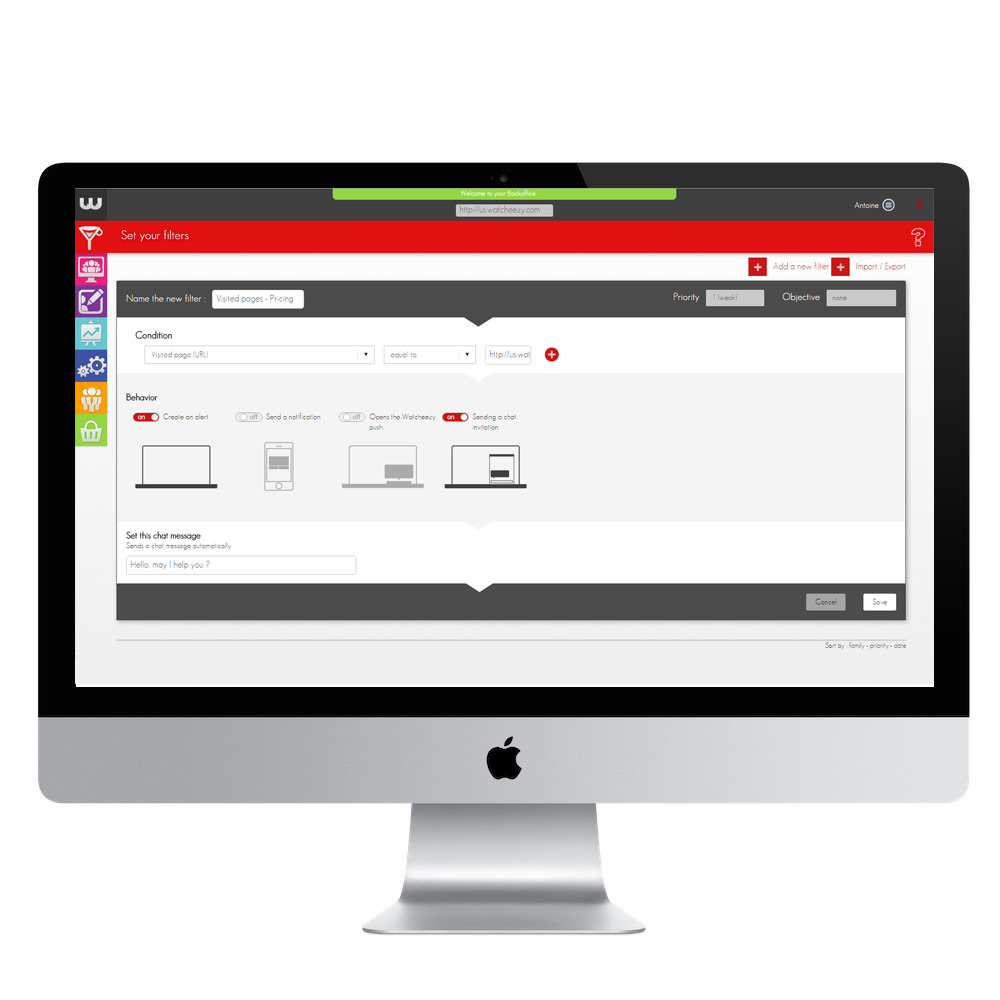 Welcome to your Backoffice
w
http://us.watcheezy.com
Antoine
Set your filters
?
+ Add a new filter + Import / Export
Name the new filter : Visited pages - Pricing Priority 1 (weak) Objective none
Condition
Visited page (URL) equal to http://us.wat
Behavior
on Create an alert off Send a notification off Opens the Watcheezy push on Sending a chat invitation
Set this chat message
Sends a chat message automatically
Hello, may I help you ?
Cancel Save
Sort by : family - priority - date